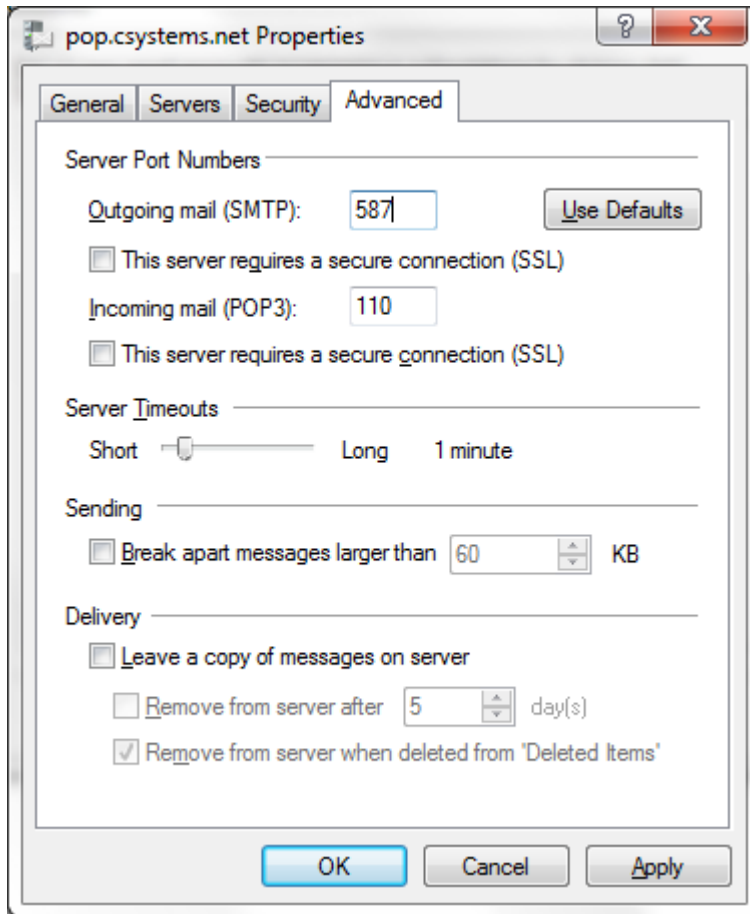 pop.csystems.net Properties
General Servers Security Advanced
Server Port Numbers
Outgoing mail (SMTP): 587 Use Defaults
This server requires a secure connection (SSL)
Incoming mail (POP3): 110
This server requires a secure connection (SSL)
Server Timeouts
Short Long 1 minute
Sending
Break apart messages larger than 60 KB
Delivery
Leave a copy of messages on server
Remove from server after 5 day(s)
Remove from server when deleted from 'Deleted Items'
OK Cancel Apply